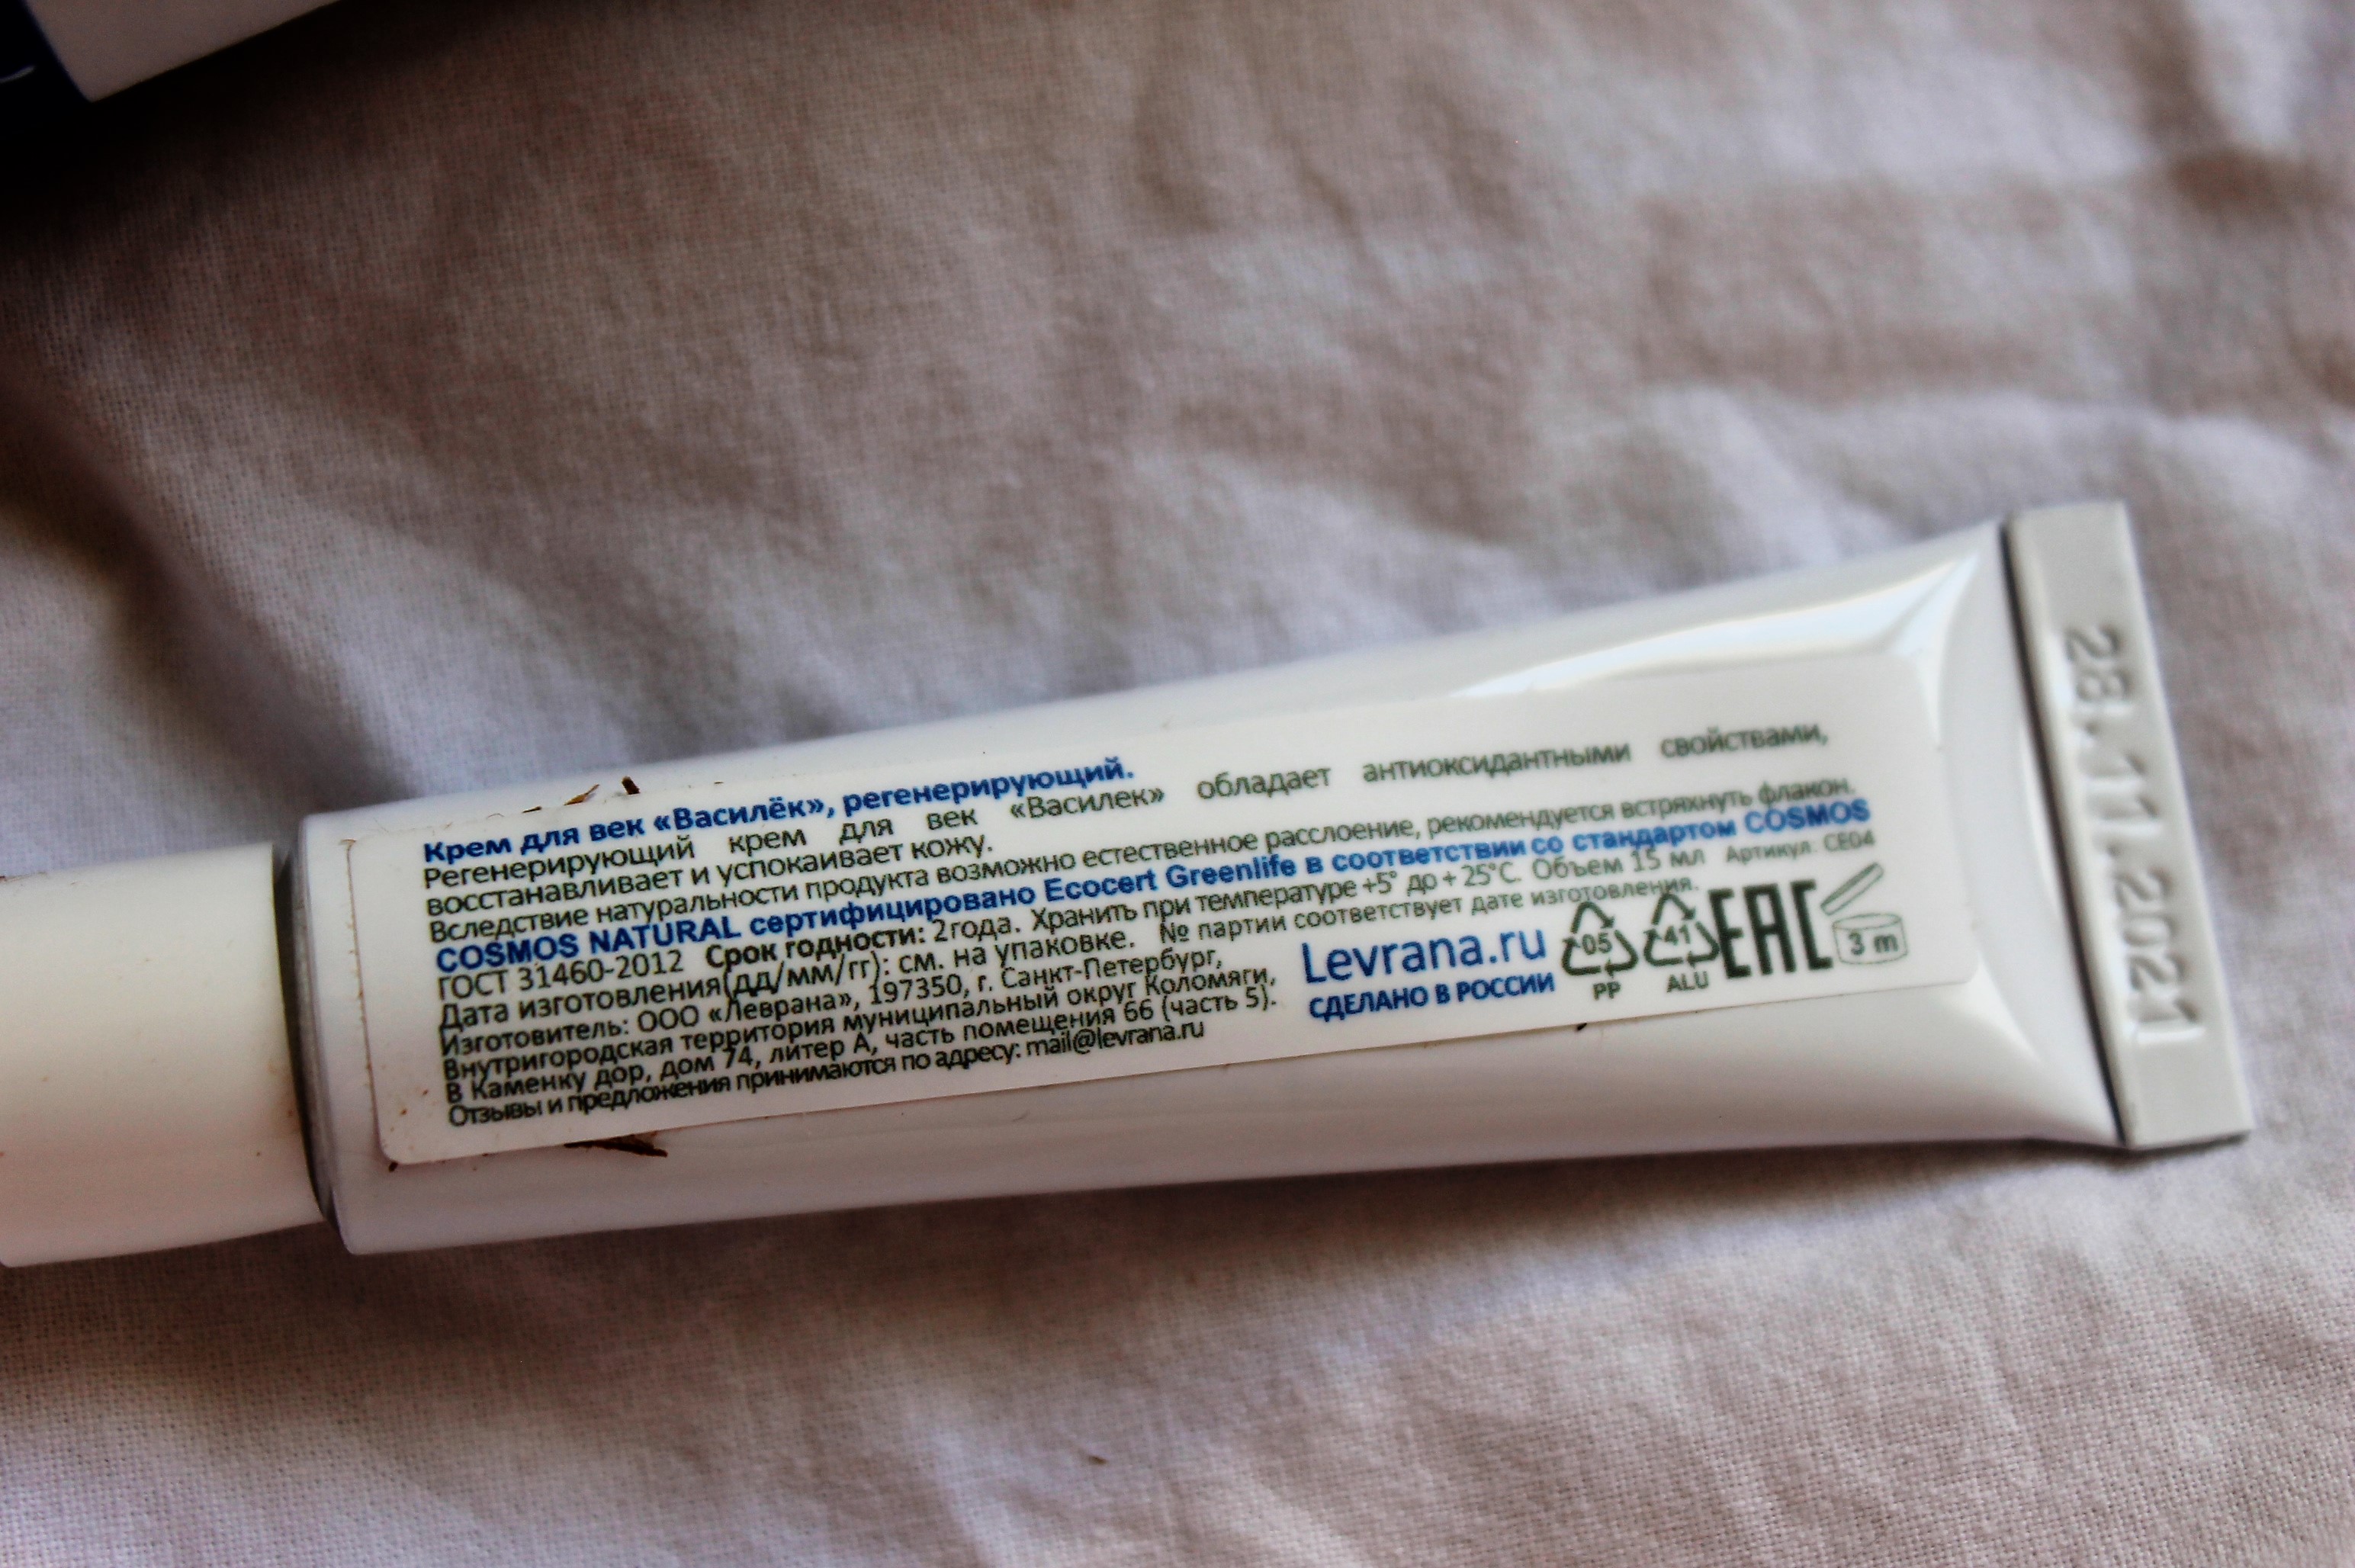 Крем для век «Василёк», регенерирующий.
Регенерирующий крем для век «Василек» обладает антиоксидантными свойствами,
восстанавливает и успокаивает кожу.
Вследствие натуральности продукта возможно естественное расслоение, рекомендуется встряхнуть флакон.
COSMOS NATURAL сертифицировано Ecocert Greenlife в соответствии со стандартом COSMOS
ГОСТ 31460-2012 Срок годности: 2года. Хранить при температуре +5° до + 25°С. Объем 15 мл Артикул: CE04
Дата изготовления(дд/мм/гг): см. на упаковке. № партии соответствует дате изготовления.
Изготовитель: ООО «Леврана», 197350, г. Санкт-Петербург,
Внутригородская территория муниципальный округ Коломяги,
В Каменку дор, дом 74, литер А, часть помещения 66 (часть 5).
Отзывы и предложения принимаются по адресу: mail@levrana.ru
Levrana.ru
СДЕЛАНО В РОССИИ
05
PP
41
ALU
EAC
3 m
28.11.2021